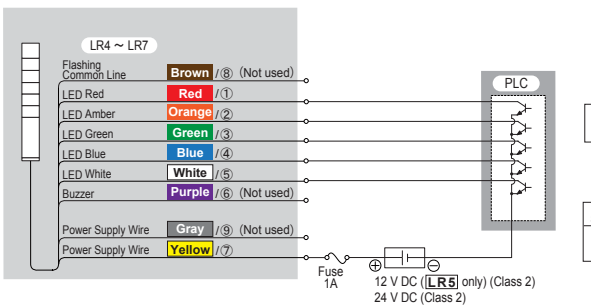 LR4 ~ LR7
Flashing
Common Line Brown /⑧ (Not used)
LED Red Red /①
LED Amber Orange /②
LED Green Green /③
LED Blue Blue /④
LED White White /⑤
Buzzer Purple /⑥ (Not used)
Power Supply Wire Gray /⑨ (Not used)
Power Supply Wire Yellow /⑦
PLC
Fuse
1A
⊕ ⊖
12 V DC (LR5 only) (Class 2)
24 V DC (Class 2)